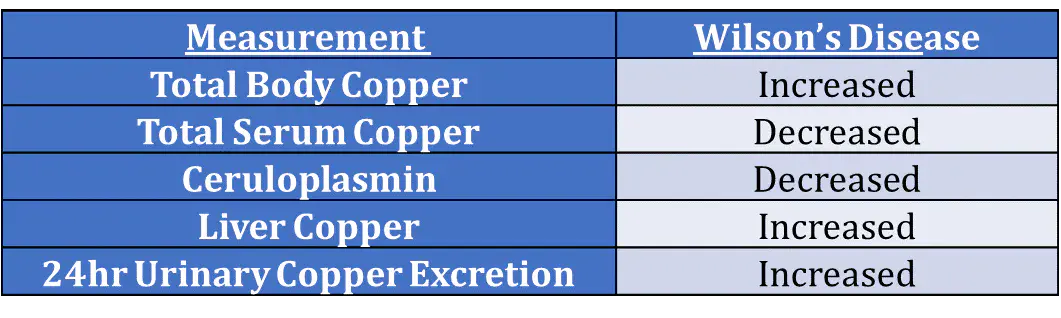 Measurement Wilson’s Disease
Total Body Copper Increased
Total Serum Copper Decreased
Ceruloplasmin Decreased
Liver Copper Increased
24hr Urinary Copper Excretion Increased